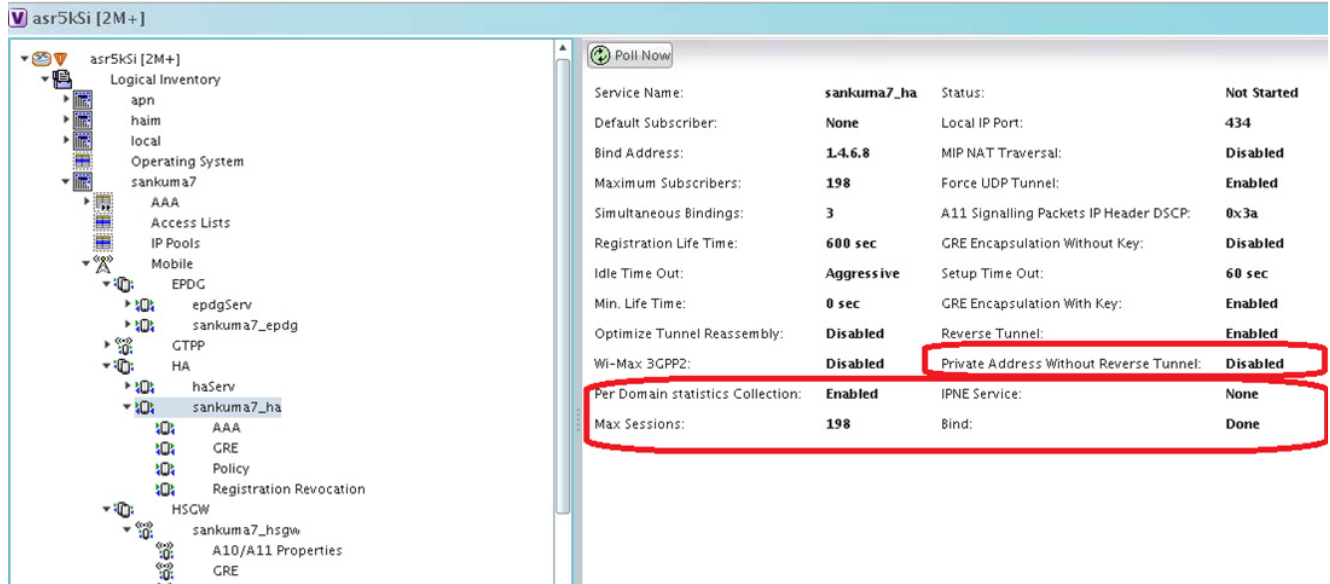 V asr5kSi [2M+]
asr5kSi [2M+]
Logical Inventory
apn
haim
local
Operating System
sankuma7
AAA
Access Lists
IP Pools
Mobile
EPDG
epdgServ
sankuma7_epdg
GTPP
HA
haServ
sankuma7_ha
AAA
GRE
Policy
Registration Revocation
HSGW
sankuma7_hsgw
A10/A11 Properties
GRE
Poll Now
Service Name: sankuma7_ha Status: Not Started
Default Subscriber: None Local IP Port: 434
Bind Address: 1.4.6.8 MIP NAT Traversal: Disabled
Maximum Subscribers: 198 Force UDP Tunnel: Enabled
Simultaneous Bindings: 3 A11 Signalling Packets IP Header DSCP: 0x3a
Registration Life Time: 600 sec GRE Encapsulation Without Key: Disabled
Idle Time Out: Aggressive Setup Time Out: 60 sec
Min. Life Time: 0 sec GRE Encapsulation With Key: Enabled
Optimize Tunnel Reassembly: Disabled Reverse Tunnel: Enabled
Wi-Max 3GPP2: Disabled Private Address Without Reverse Tunnel: Disabled
Per Domain statistics Collection: Enabled IPNE Service: None
Max Sessions: 198 Bind: Done